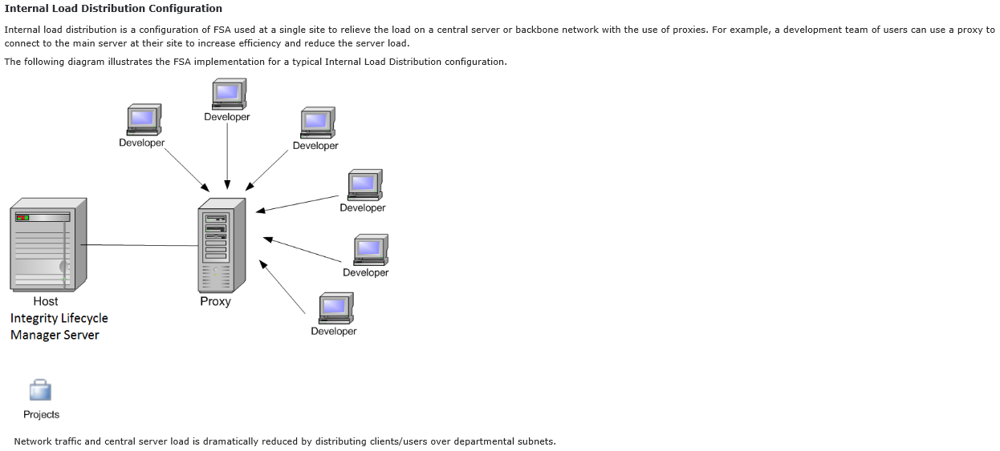 Internal Load Distribution Configuration
Internal load distribution is a configuration of FSA used at a single site to relieve the load on a central server or backbone network with the use of proxies. For example, a development team of users can use a proxy to
connect to the main server at their site to increase efficiency and reduce the server load.
The following diagram illustrates the FSA implementation for a typical Internal Load Distribution configuration.
Developer
Developer
Developer
Developer
Developer
Developer
Host
Integrity Lifecycle
Manager Server
Proxy
Projects
Network traffic and central server load is dramatically reduced by distributing clients/users over departmental subnets.